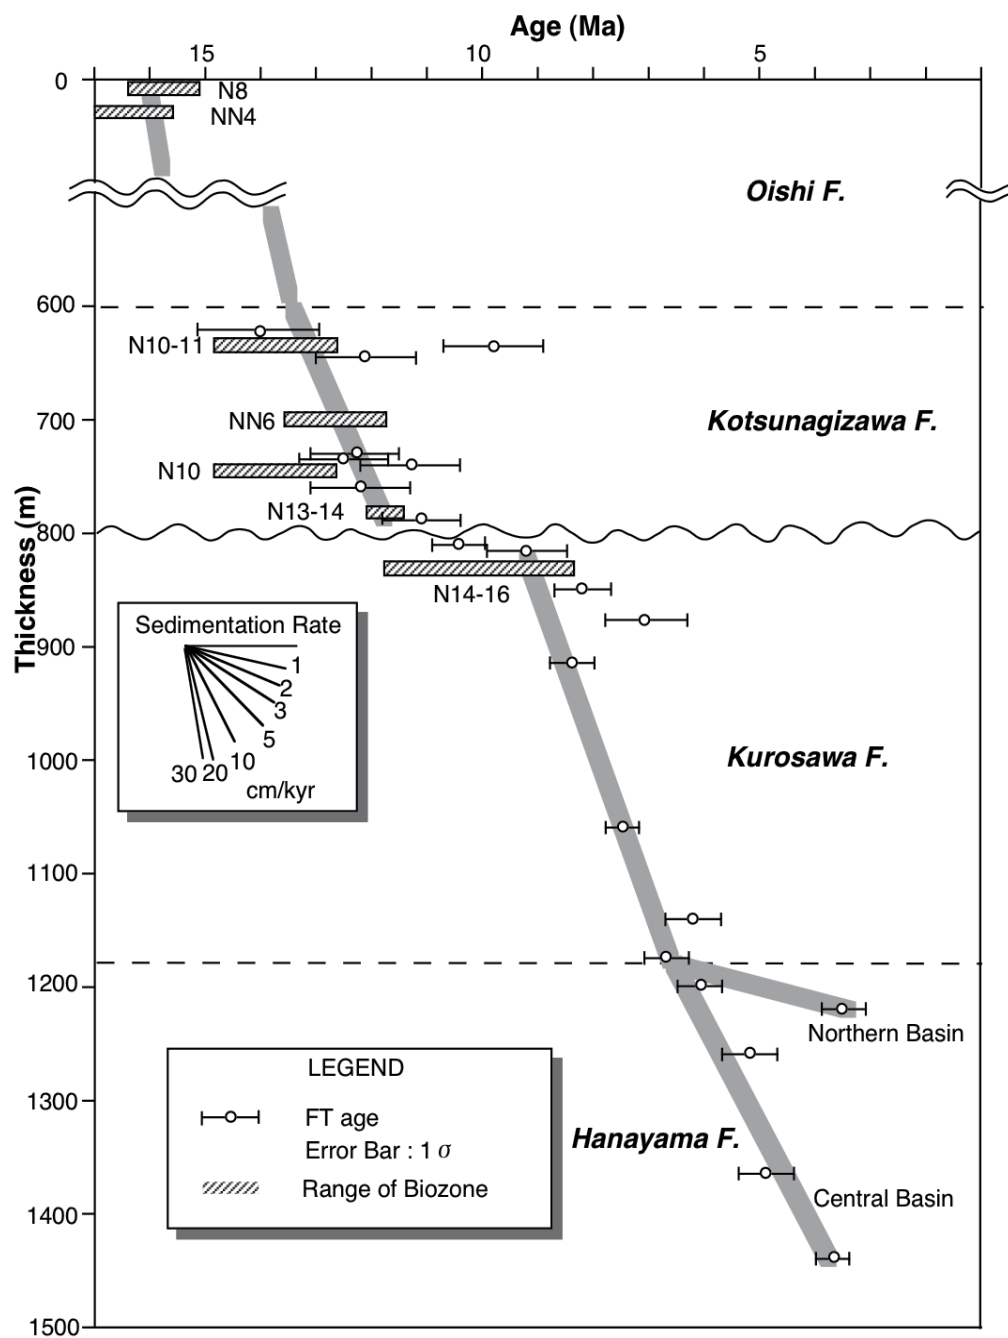 Age (Ma)
15 10 5
0
N8
NN4
Oishi F.
600
N10-11
Kotsunagizawa F.
700
NN6
N10
N13-14
800
N14-16
Thickness (m)
Sedimentation Rate
1
2
3
5
10
20
30
cm/kyr
900
Kurosawa F.
1000
1100
1200
Northern Basin
LEGEND
FT age
Error Bar : 1 σ
Range of Biozone
1300
Hanayama F.
Central Basin
1400
1500